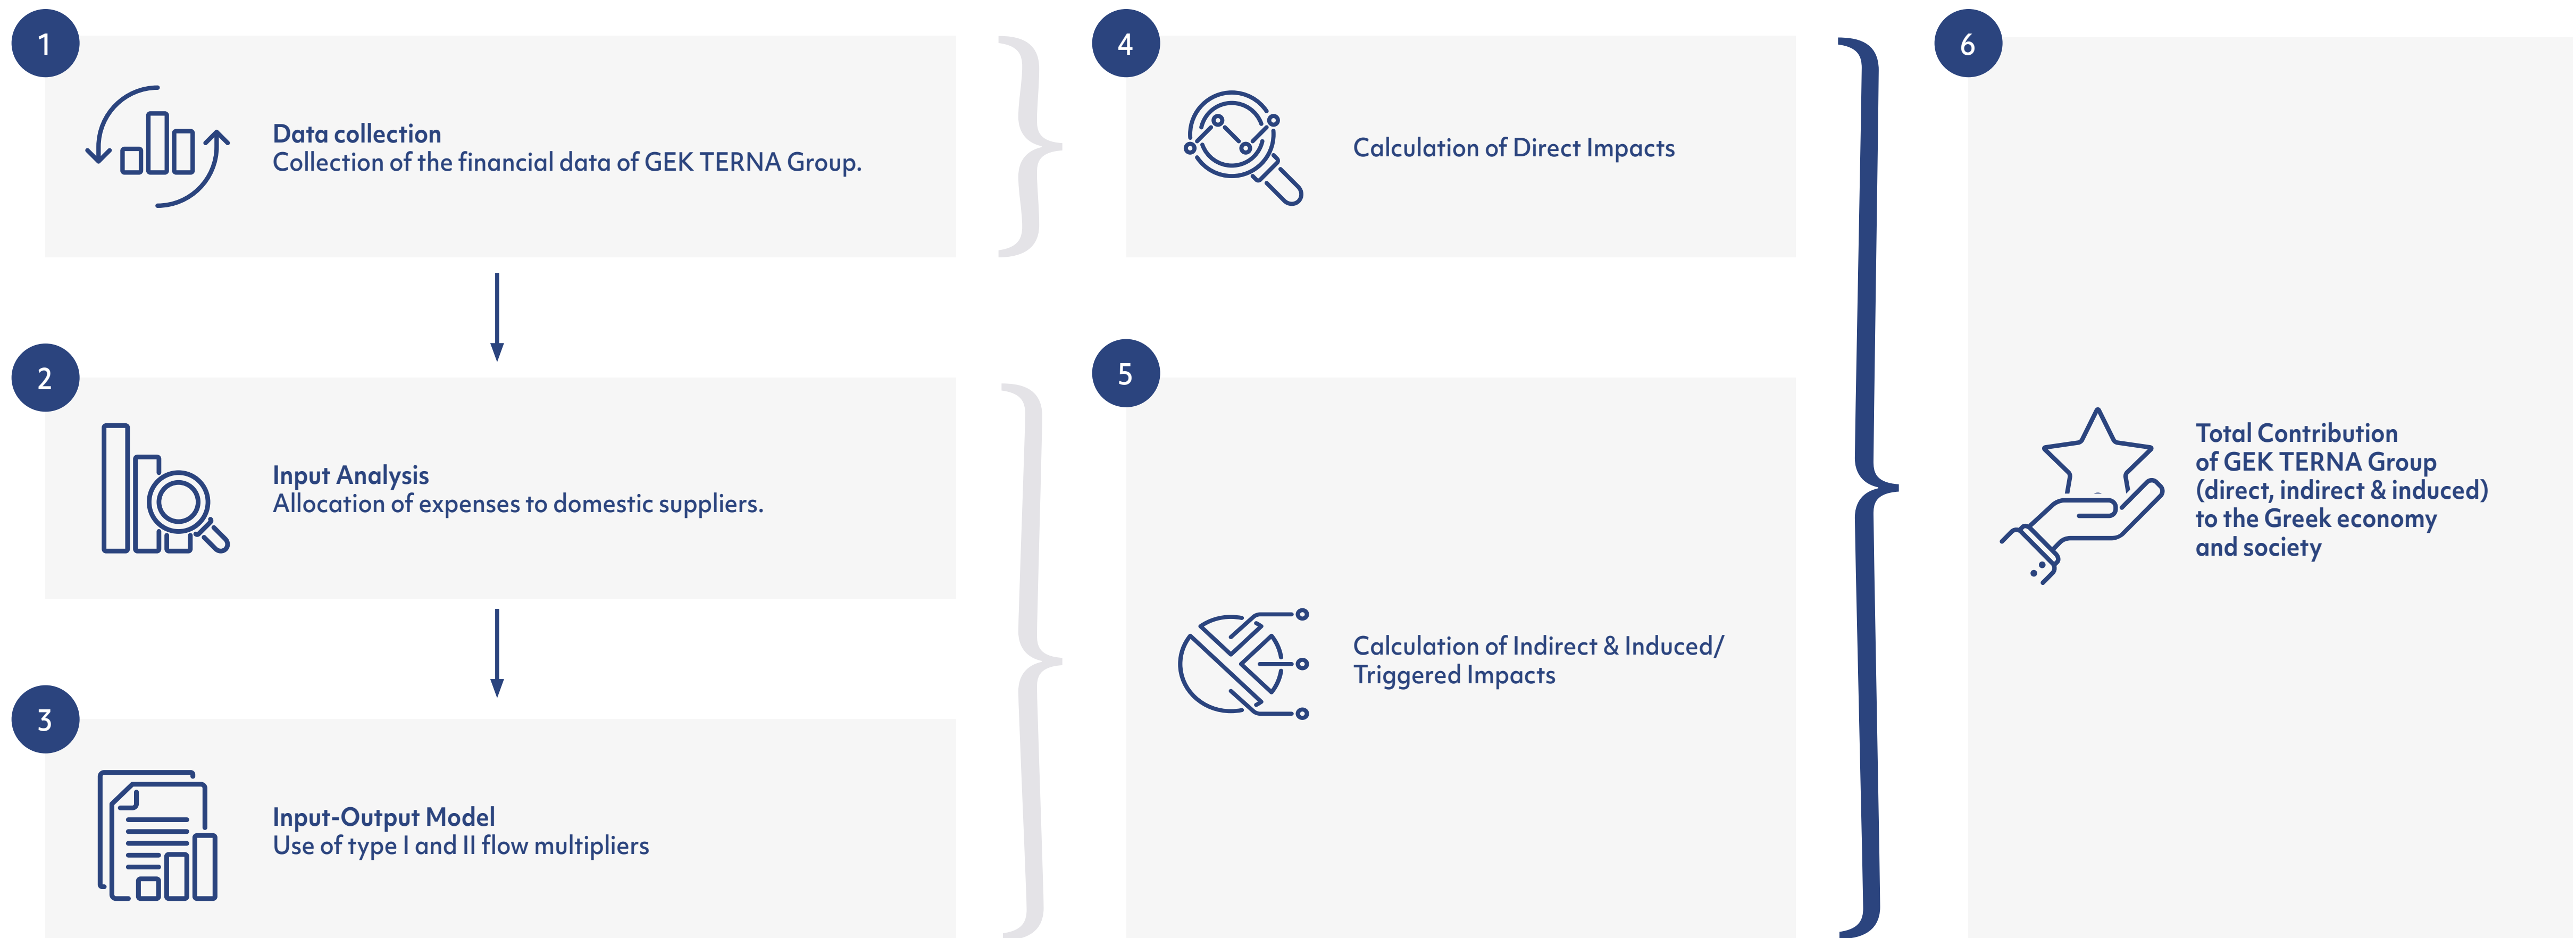 1
Data collection
Collection of the financial data of GEK TERNA Group.
2
Input Analysis
Allocation of expenses to domestic suppliers.
3
Input-Output Model
Use of type I and II flow multipliers
4
Calculation of Direct Impacts
5
Calculation of Indirect & Induced/
Triggered Impacts
6
Total Contribution
of GEK TERNA Group
(direct, indirect & induced)
to the Greek economy
and society